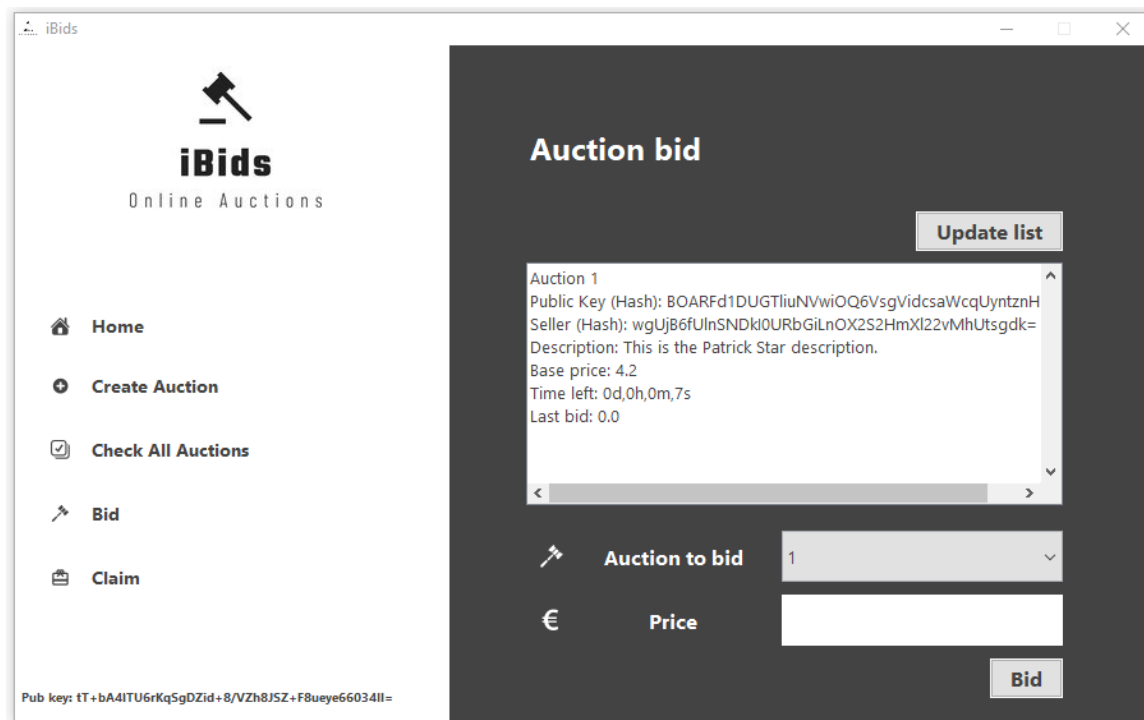 iBids
iBids
Online Auctions
Home
Create Auction
Check All Auctions
Bid
Claim
Pub key: tT+bA4ITU6rKqSgDZid+8/VZh8JSZ+F8ueye66034II=
Auction bid
Update list
Auction 1
Public Key (Hash): BOARFd1DUGTliuNVwiOQ6VsgVidcsaWcqUyntznH
Seller (Hash): wgUjB6fUlnSNDkI0URbGiLnOX2S2HmXl22vMhUtsgdk=
Description: This is the Patrick Star description.
Base price: 4.2
Time left: 0d,0h,0m,7s
Last bid: 0.0
Auction to bid
1
€ Price
Bid